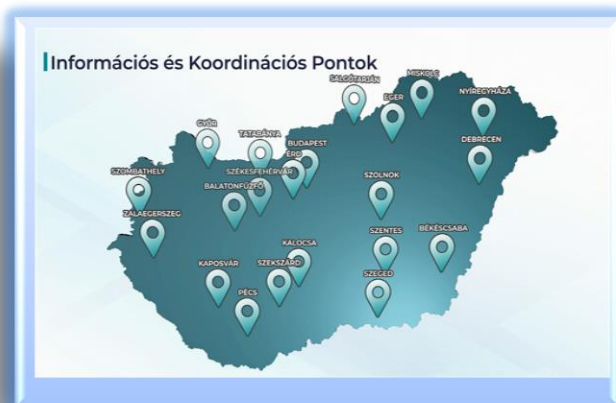 Információs és Koordinációs Pontok
SALGÓTARJÁN
MISKOLC
EGER
NYÍREGYHÁZA
GYŐR
TATABÁNYA
BUDAPEST
ÉRD
DEBRECEN
SZOMBATHELY
SZÉKESFEHÉRVÁR
BALATONFŰZFŐ
SZOLNOK
ZALAEGERSZEG
KALOCSA
SZENTES
BÉKÉSCSABA
KAPOSVÁR
SZEKSZÁRD
SZEGED
PÉCS